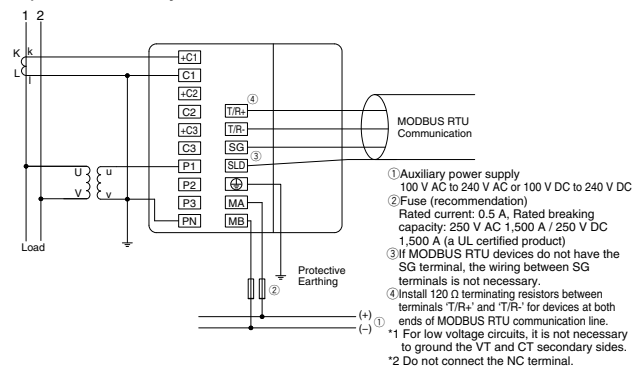 1 2
K k
L l
U u
V v
Load
+C1
C1
+C2
C2
+C3
C3
P1
P2
P3
PN
④
T/R+
T/R-
SG
③
SLD
MA
MB
MODBUS RTU
Communication
Protective
Earthing
②
(+)
(−)
①
①Auxiliary power supply
100 V AC to 240 V AC or 100 V DC to 240 V DC
②Fuse (recommendation)
Rated current: 0.5 A, Rated breaking
capacity: 250 V AC 1,500 A / 250 V DC
1,500 A (a UL certified product)
③If MODBUS RTU devices do not have the
SG terminal, the wiring between SG
terminals is not necessary.
④Install 120 Ω terminating resistors between
terminals ‘T/R+’ and ‘T/R-’ for devices at both
ends of MODBUS RTU communication line.
*1 For low voltage circuits, it is not necessary
to ground the VT and CT secondary sides.
*2 Do not connect the NC terminal.